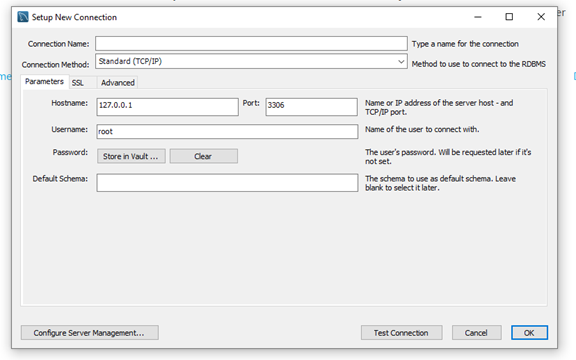 er
Setup New Connection
Connection Name:
Type a name for the connection
Connection Method:
Standard (TCP/IP)
Method to use to connect to the RDBMS
me
Parameters
SSL
Advanced
Hostname:
127.0.0.1
Port:
3306
Name or IP address of the server host - and
TCP/IP port.
Username:
root
Name of the user to connect with.
Password:
Store in Vault ...
Clear
The user's password. Will be requested later if it's
not set.
Default Schema:
The schema to use as default schema. Leave
blank to select it later.
Configure Server Management...
Test Connection
Cancel
OK